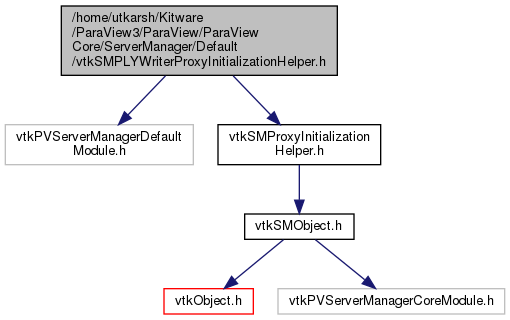 /home/utkarsh/Kitware
/ParaView3/ParaView/ParaView
Core/ServerManager/Default
/vtkSMPLYWriterProxyInitializationHelper.h
vtkPVServerManagerDefault
Module.h
vtkSMProxyInitialization
Helper.h
vtkSMObject.h
vtkObject.h
vtkPVServerManagerCoreModule.h